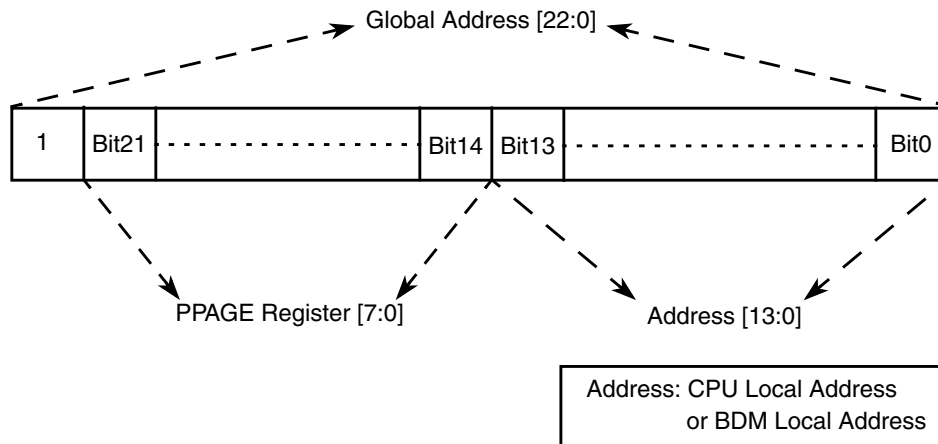 Global Address [22:0]
1 Bit21 Bit14 Bit13 Bit0
PPAGE Register [7:0] Address [13:0]
Address: CPU Local Address
or BDM Local Address